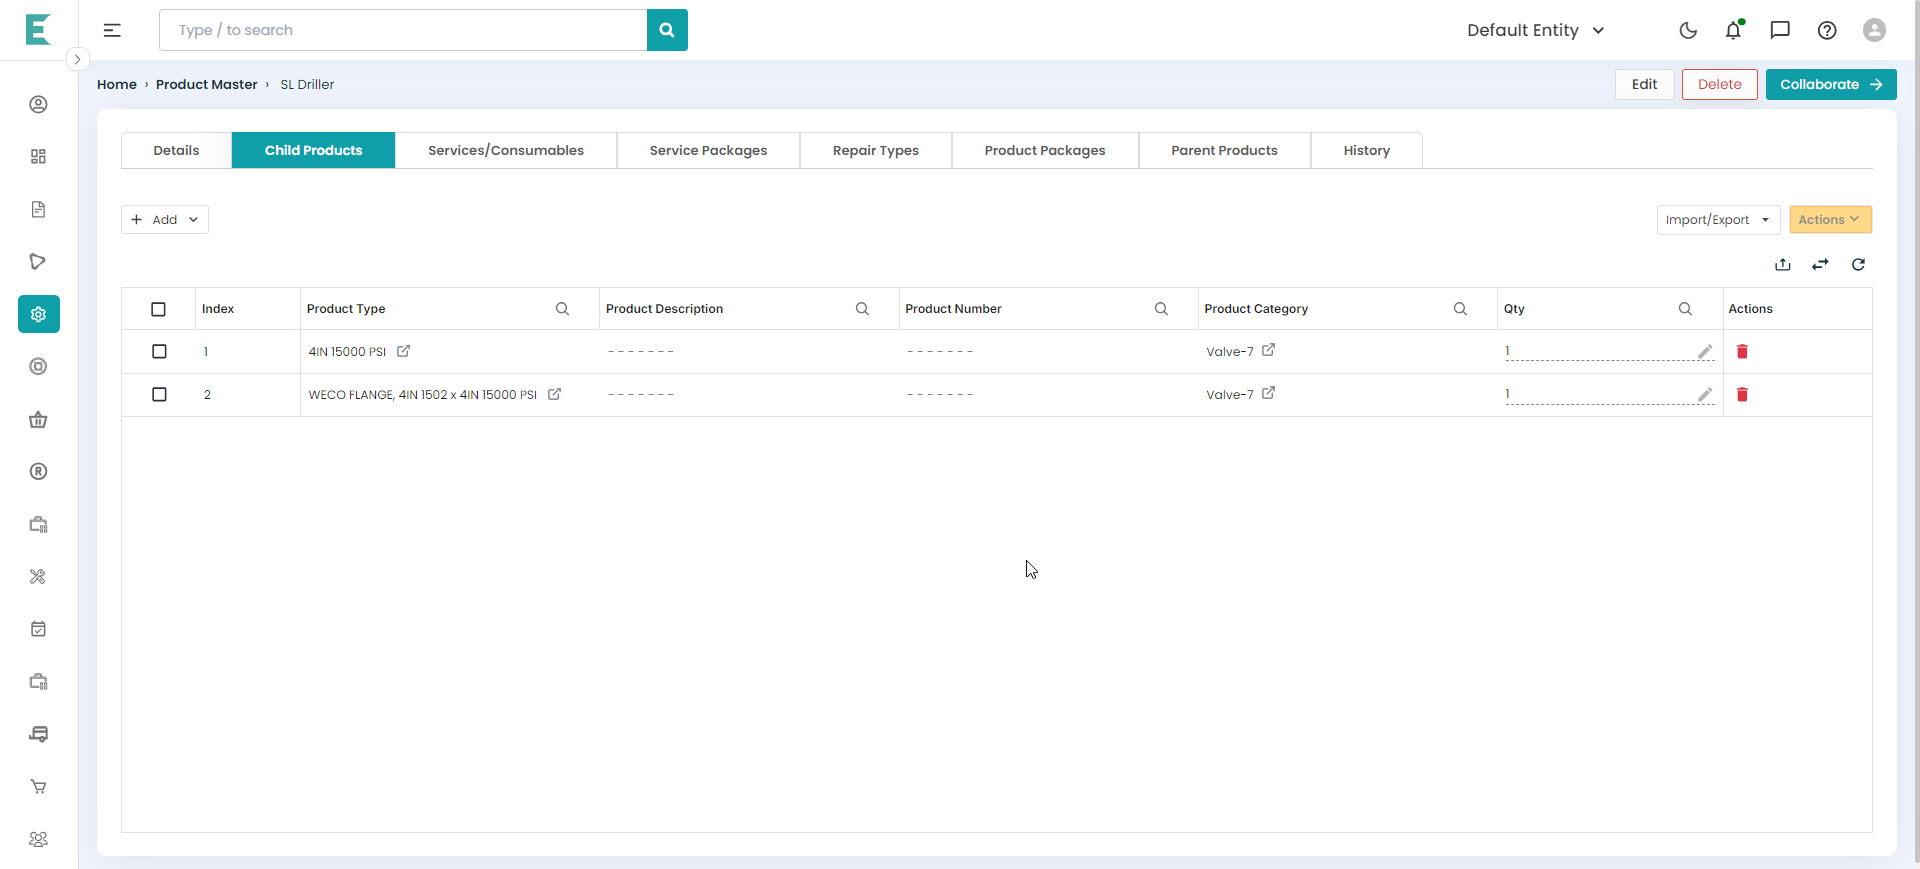 Type / to search
Default Entity
Home › Product Master › SL Driller
Edit
Delete
Collaborate
Details
Child Products
Services/Consumables
Service Packages
Repair Types
Product Packages
Parent Products
History
+ Add
Import/Export
Actions
Index Product Type Product Description Product Number Product Category Qty Actions
1 4IN 15000 PSI ------- ------- Valve-7 1
2 WECO FLANGE, 4IN 1502 x 4IN 15000 PSI ------- ------- Valve-7 1